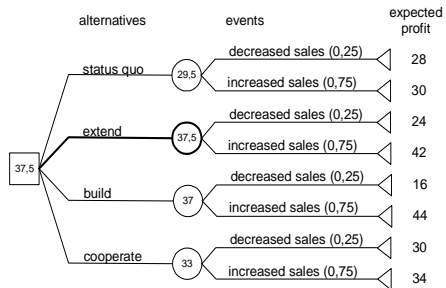 alternatives events expected
profit
decreased sales (0,25) 28
status quo 29,5
increased sales (0,75) 30
decreased sales (0,25) 24
extend 37,5
increased sales (0,75) 42
37,5
decreased sales (0,25) 16
build 37
increased sales (0,75) 44
decreased sales (0,25) 30
cooperate 33
increased sales (0,75) 34